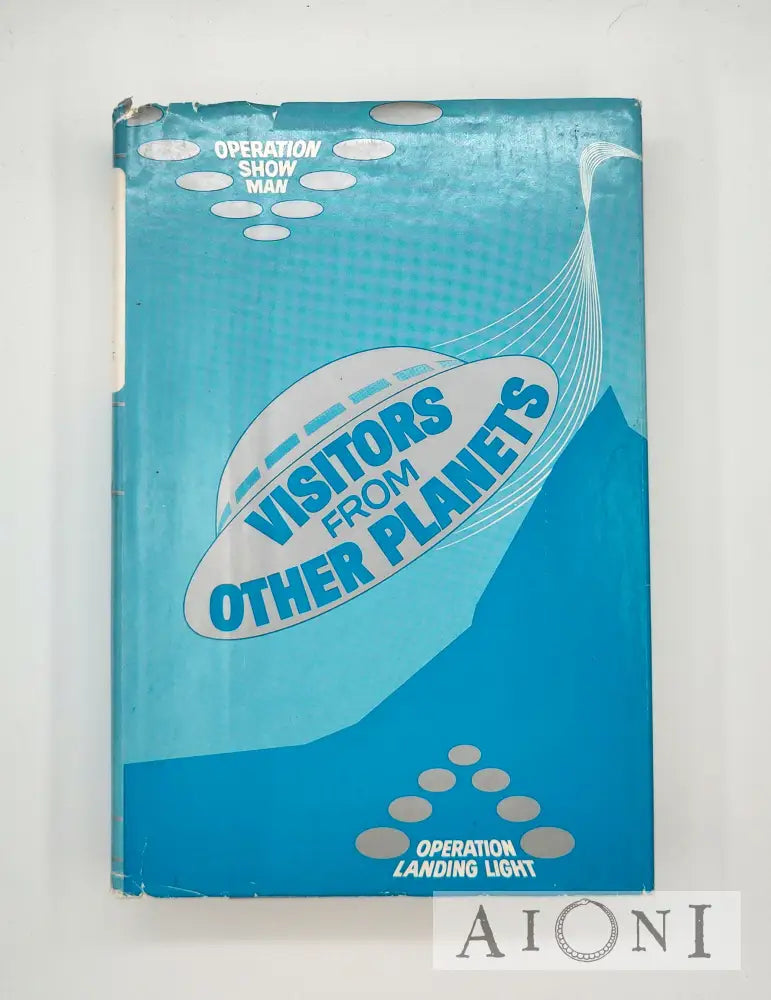 OPERATION
SHOW
MAN
VISITORS
FROM
OTHER PLANETS
OPERATION
LANDING LIGHT
AIONI